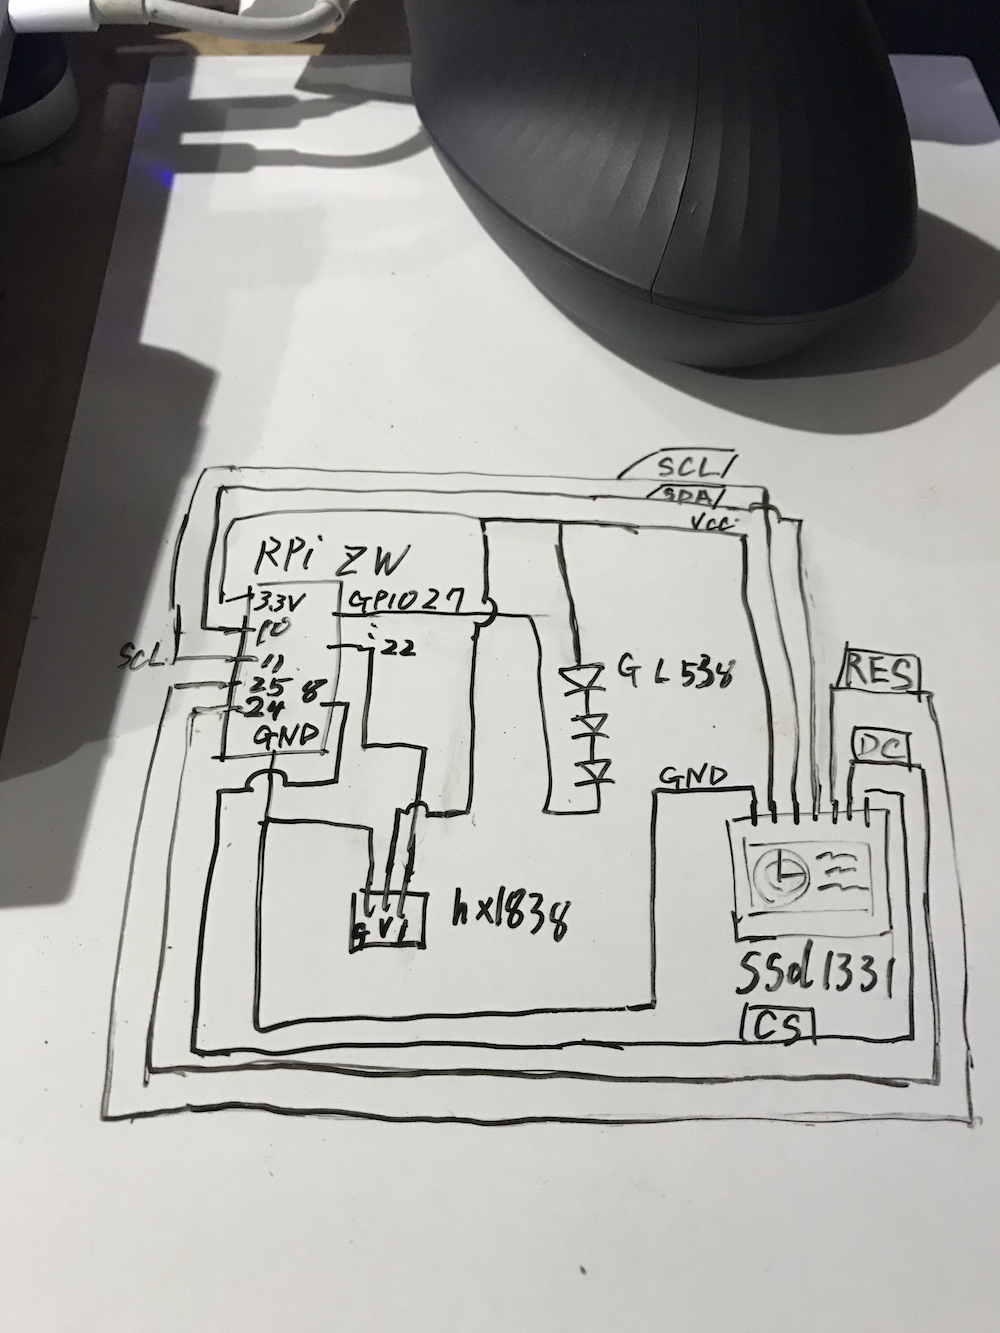 SCL
SDA
Vcc
RPi ZW
3.3V
GPIO27
10
22
SCL
11
25
8
24
GND
GL538
RES
DC
GND
G V I
hx1838
SSd1331
CS